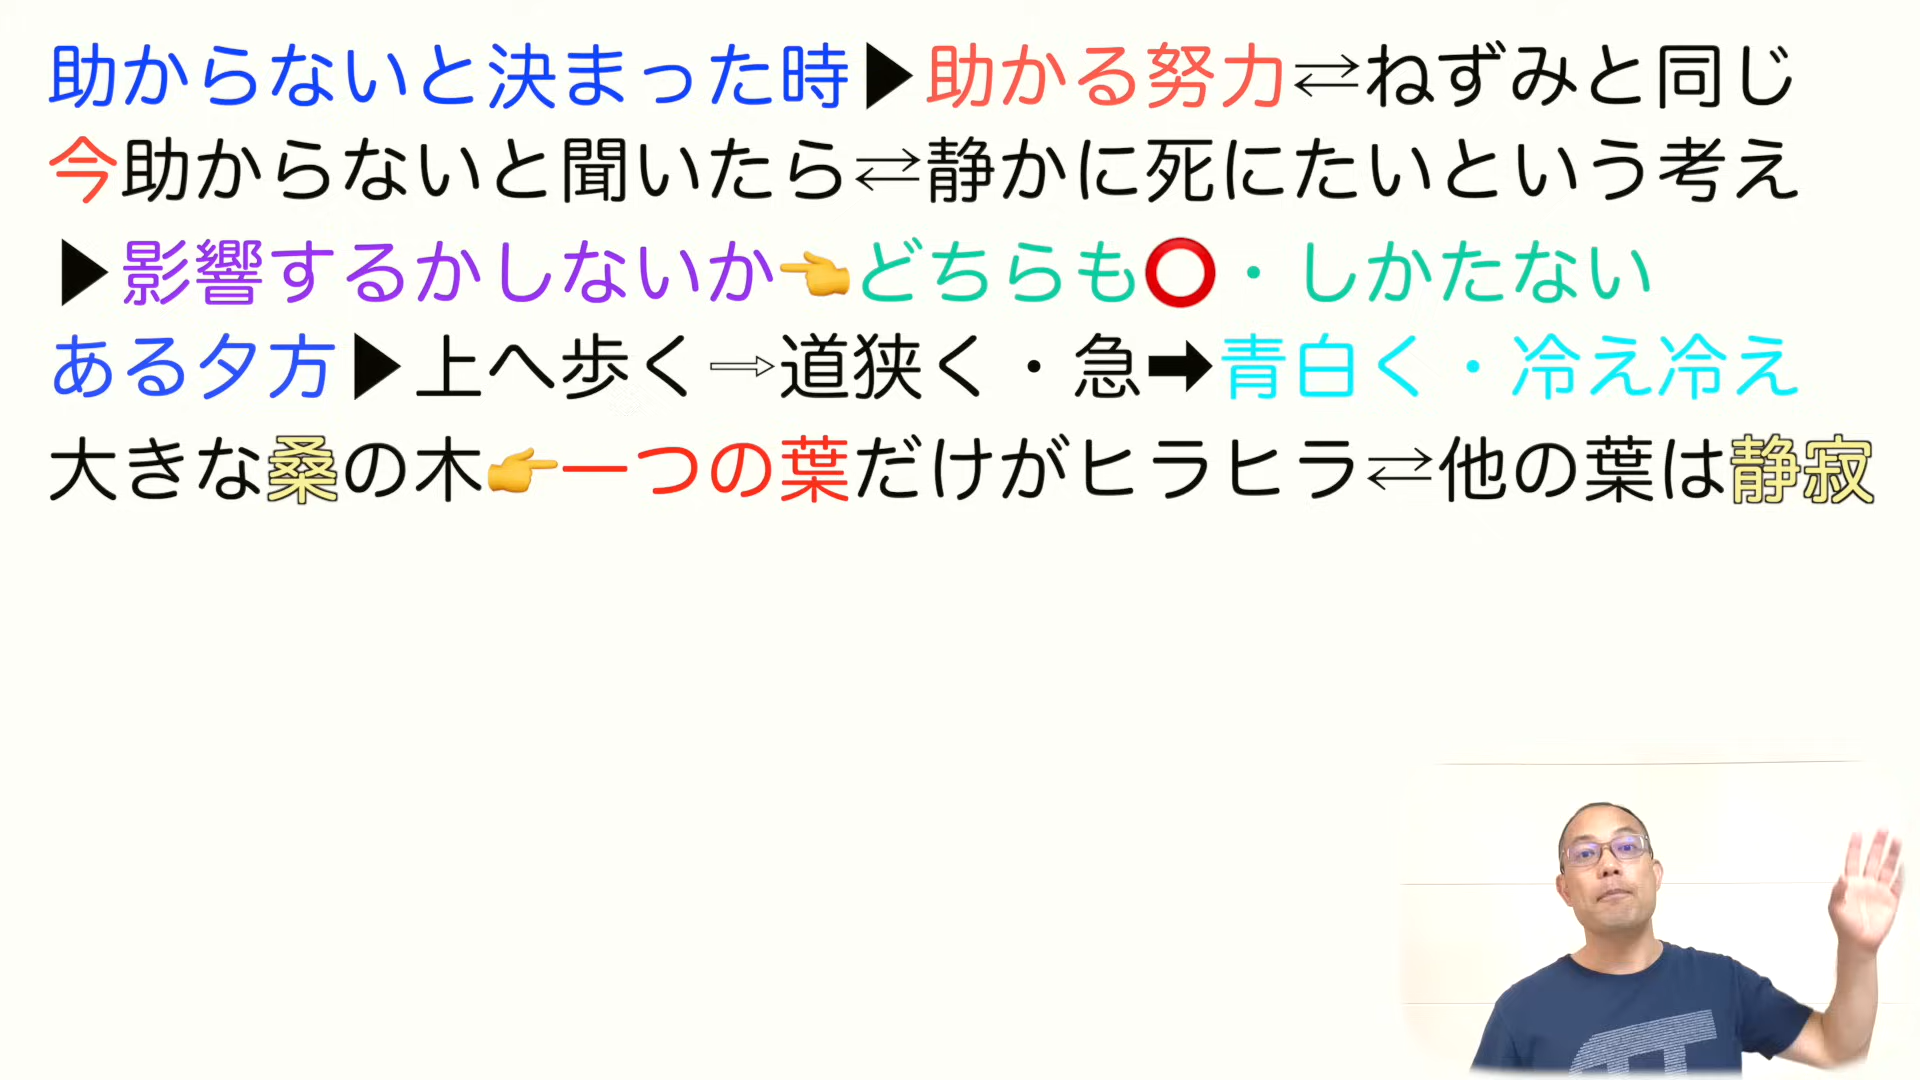 助からないと決まった時▶助かる努力⇄ねずみと同じ
今助からないと聞いたら⇄静かに死にたいという考え
▶影響するかしないか👈どちらも⭕・しかたない
ある夕方▶上へ歩く⇨道狭く・急➡青白く・冷え冷え
大きな桑の木👉一つの葉だけがヒラヒラ⇄他の葉は静寂